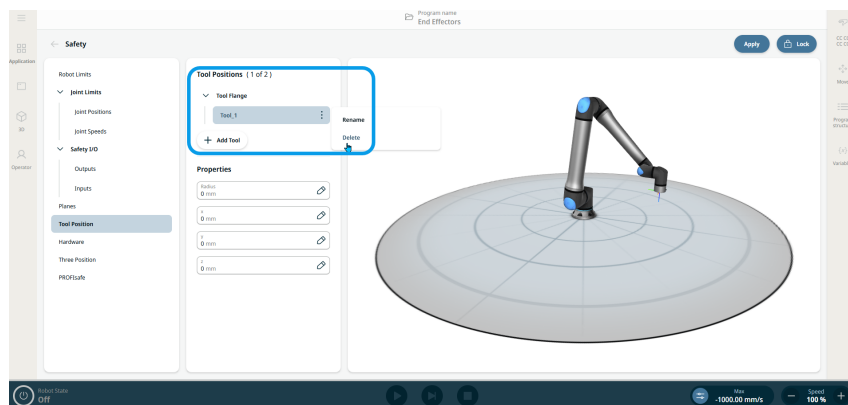 Program name
End Effectors
Safety
Apply
Lock
Application
3D
Operator
Robot Limits
Joint Limits
Joint Positions
Joint Speeds
Safety I/O
Outputs
Inputs
Planes
Tool Position
Hardware
Three Position
PROFIsafe
Tool Positions ( 1 of 2 )
Tool Flange
Tool_1
Add Tool
Rename
Delete
Properties
Radius
0 mm
0 mm
0 mm
0 mm
Move
Robot State
Off
Max
-1000.00 mm/s
Speed
100 %